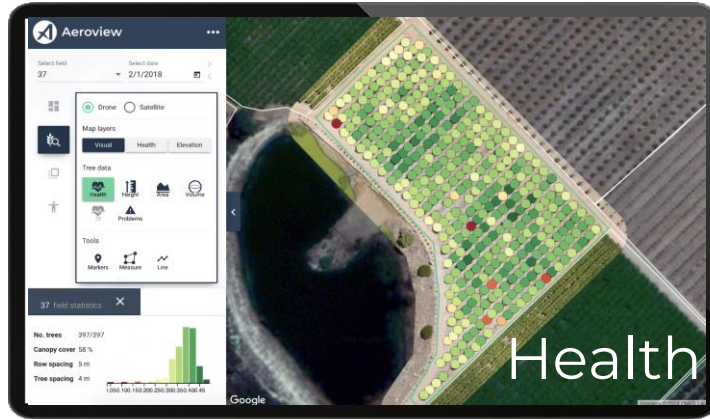 Aeroview
Select field
Select date
37
2/1/2018
Drone
Satellite
Map layers
Visual
Health
Elevation
Tree data
Health
Height
Area
Volume
Problems
Tools
Markers
Measure
Line
37 field statistics
No. trees 397/397
Canopy cover 58 %
Row spacing 5 m
Tree spacing 4 m
Health
Google